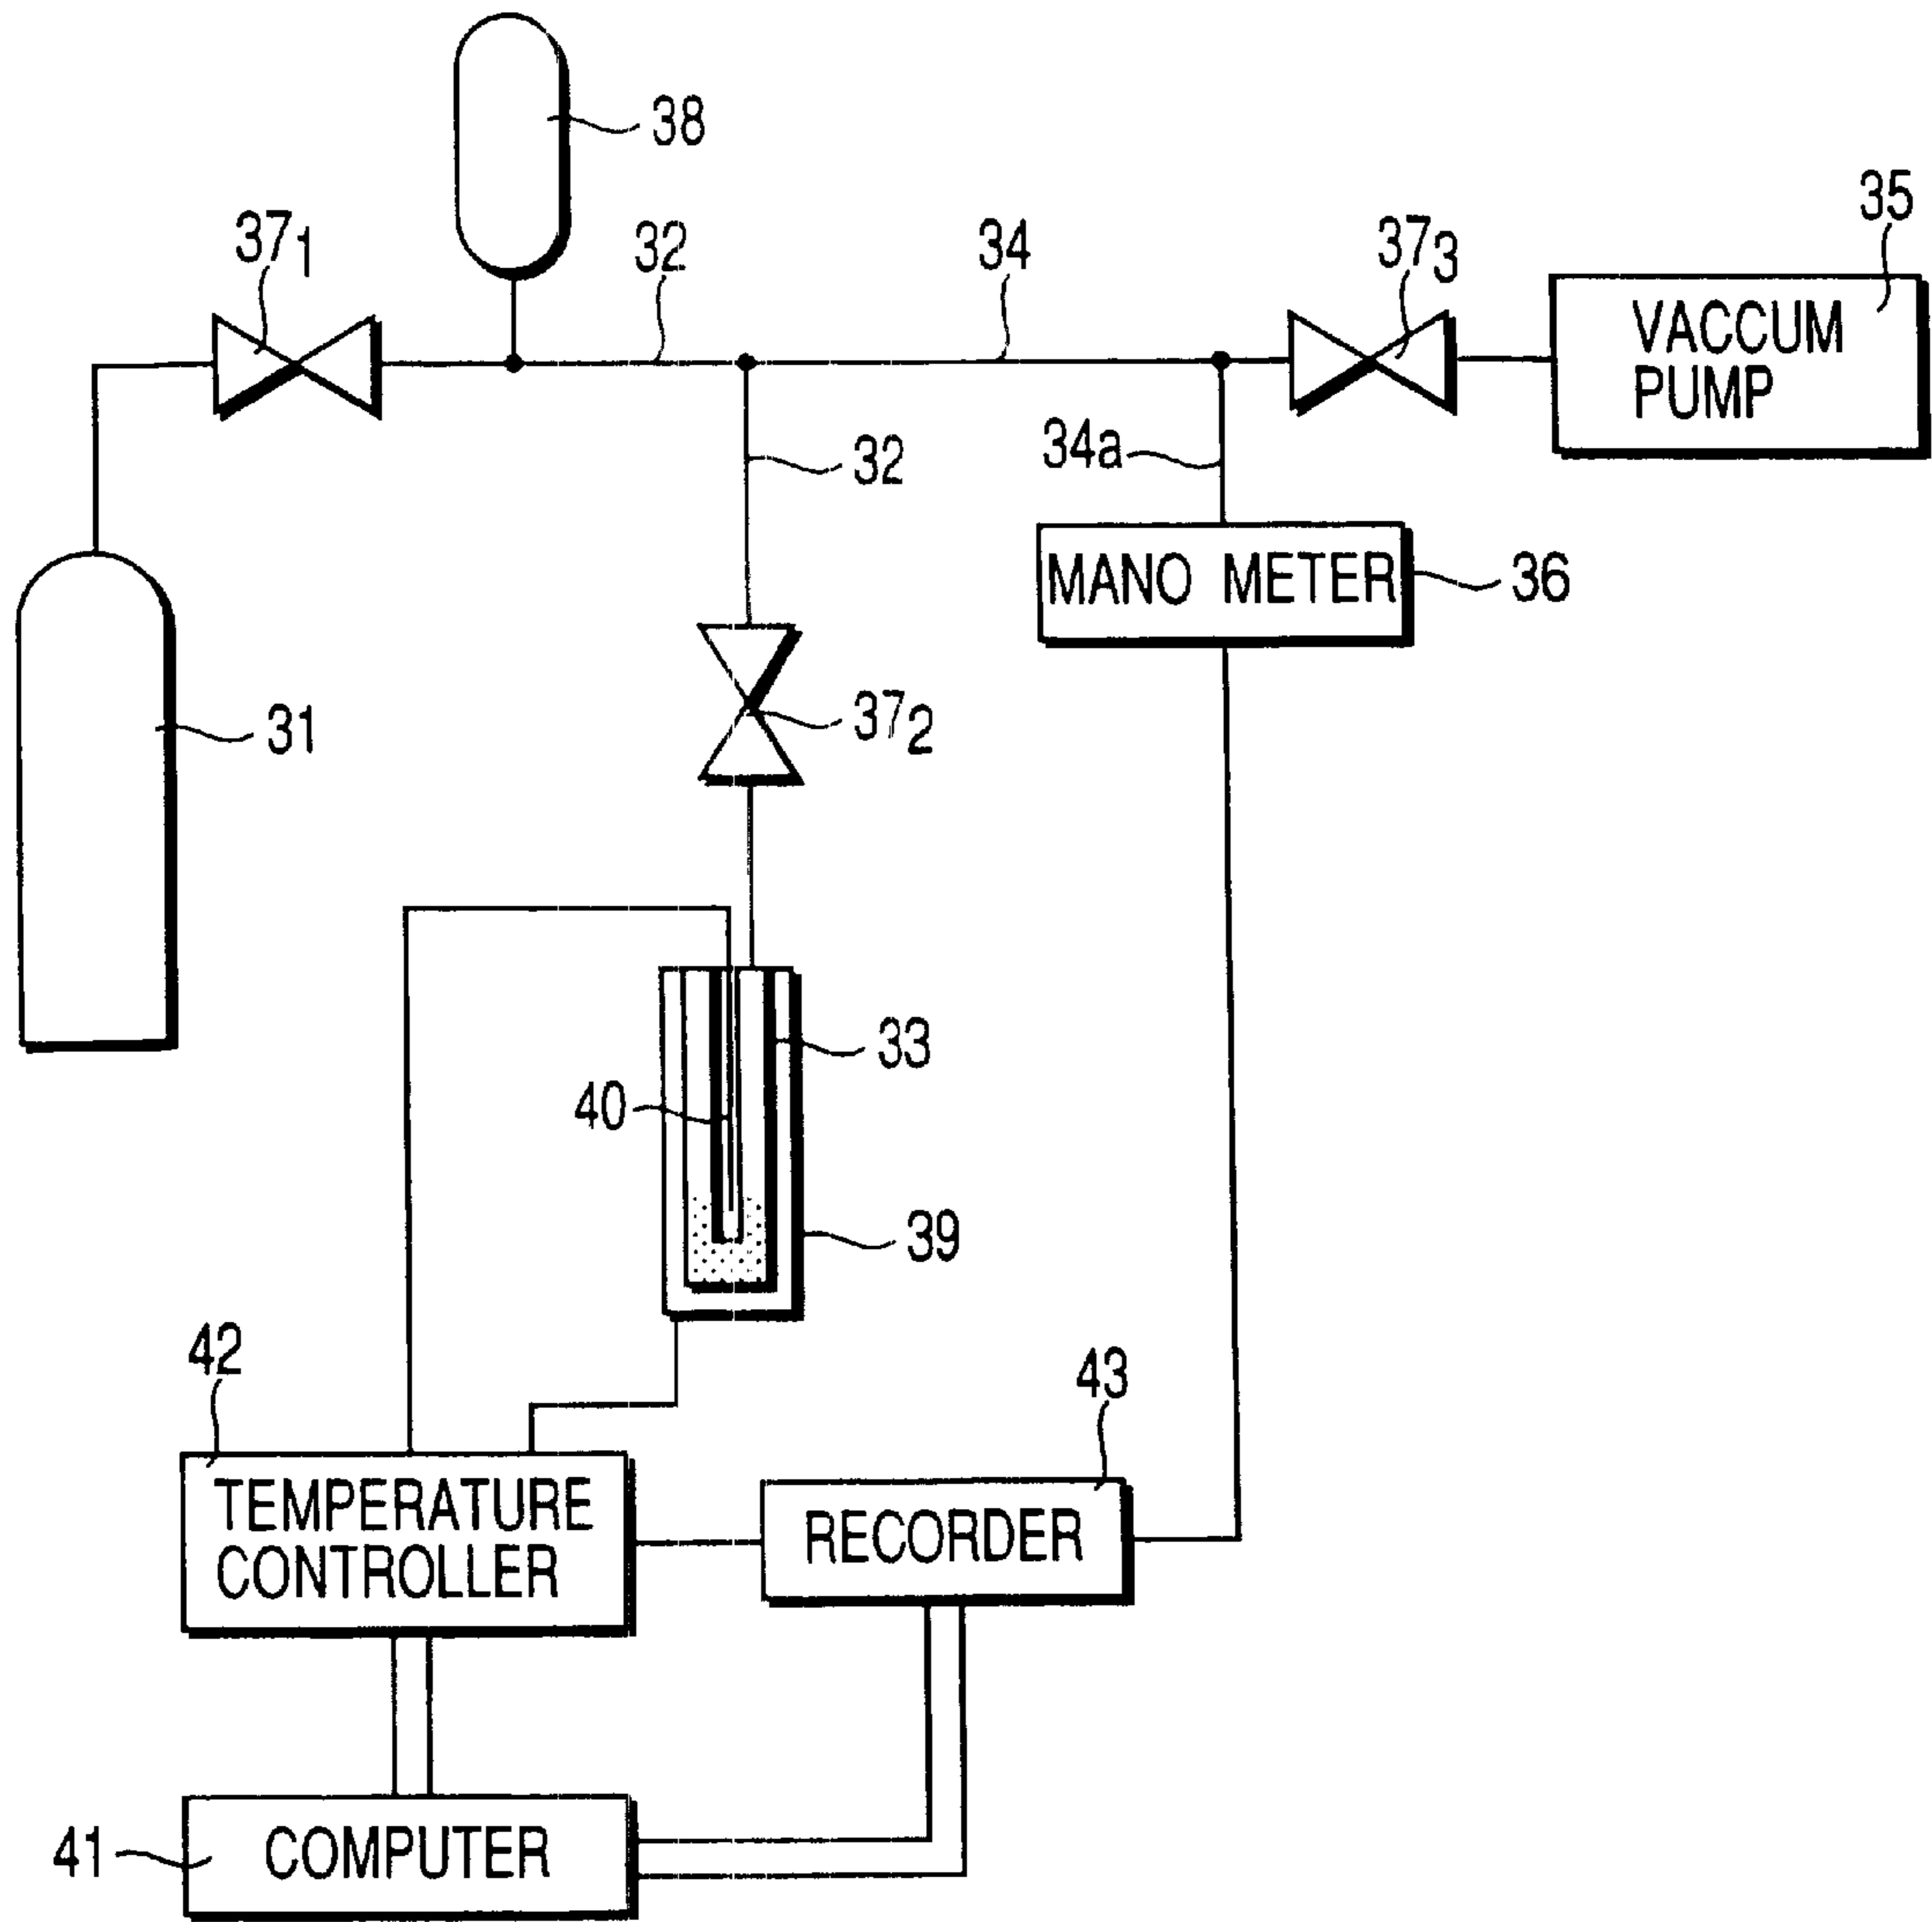 38
35
37₁
32
34
37₃
VACCUM
PUMP
34a
32
MANO METER
36
31
37₂
33
40
39
42
43
TEMPERATURE
CONTROLLER
RECORDER
41
COMPUTER